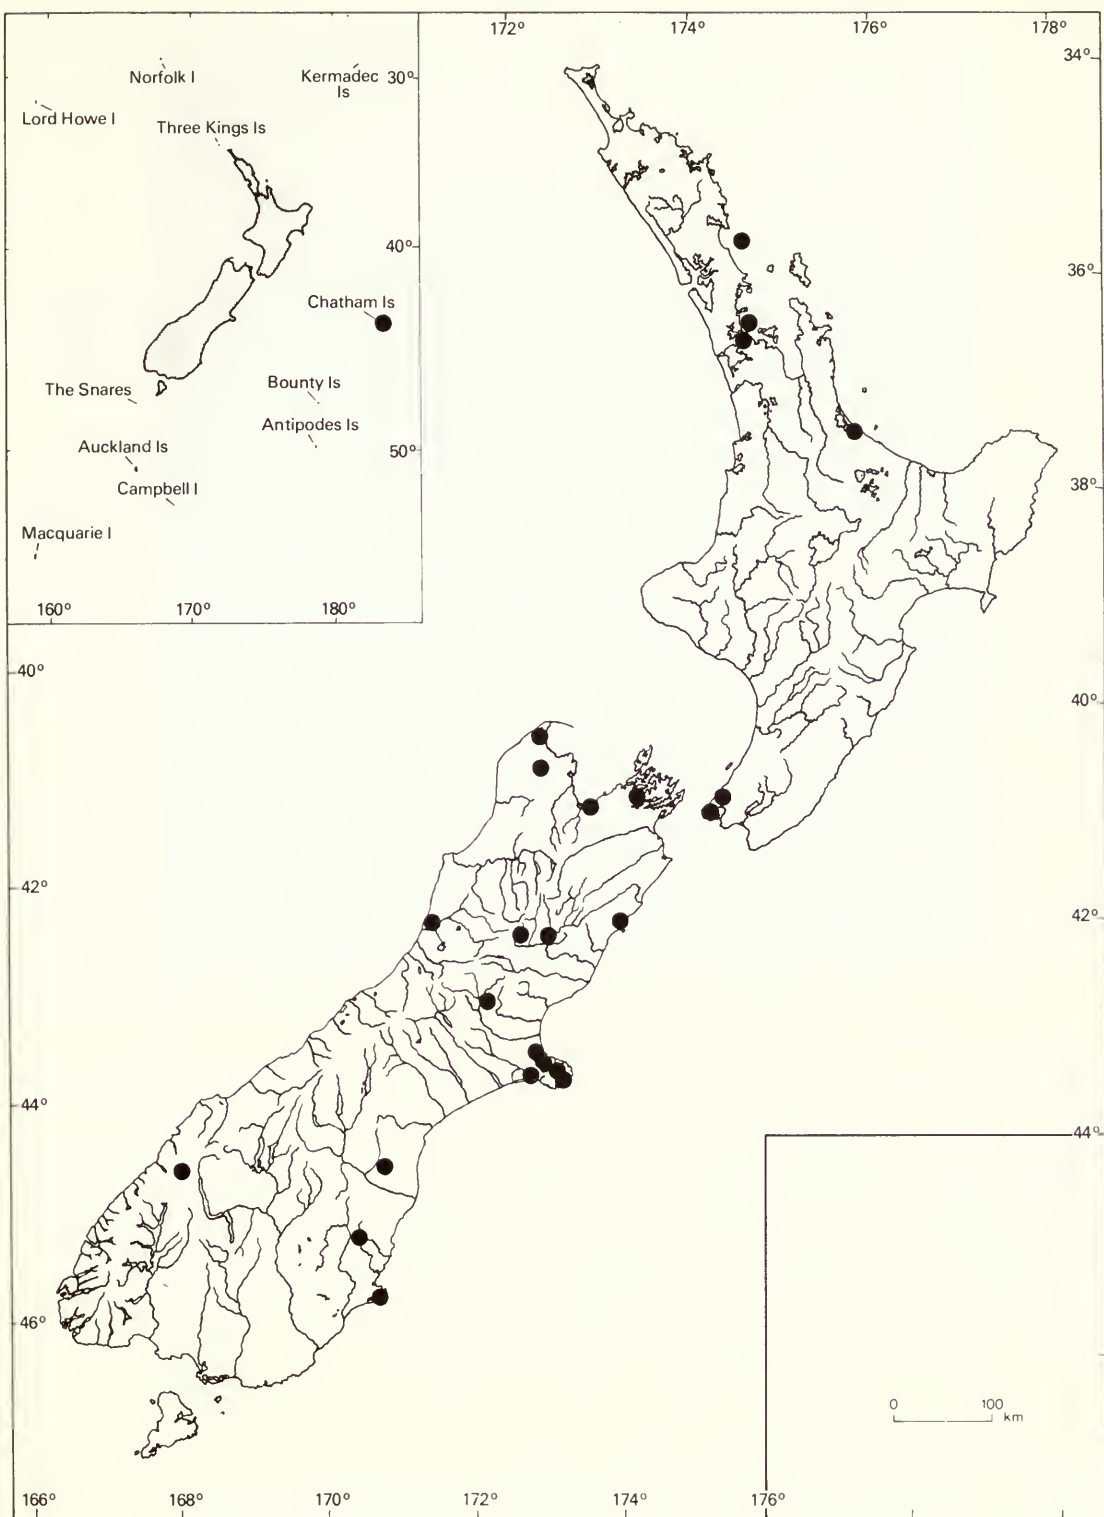 172° 174° 176° 178°
34°
Norfolk I
Kermadec
Is
30°
Lord Howe I
Three Kings Is
40°
36°
Chatham Is
The Snares
Bounty Is
Antipodes Is
Auckland Is
50°
Campbell I
38°
Macquarie I
160° 170° 180°
40°
40°
42°
42°
44°
44°
46°
0 100
km
166° 168° 170° 172° 174° 176°